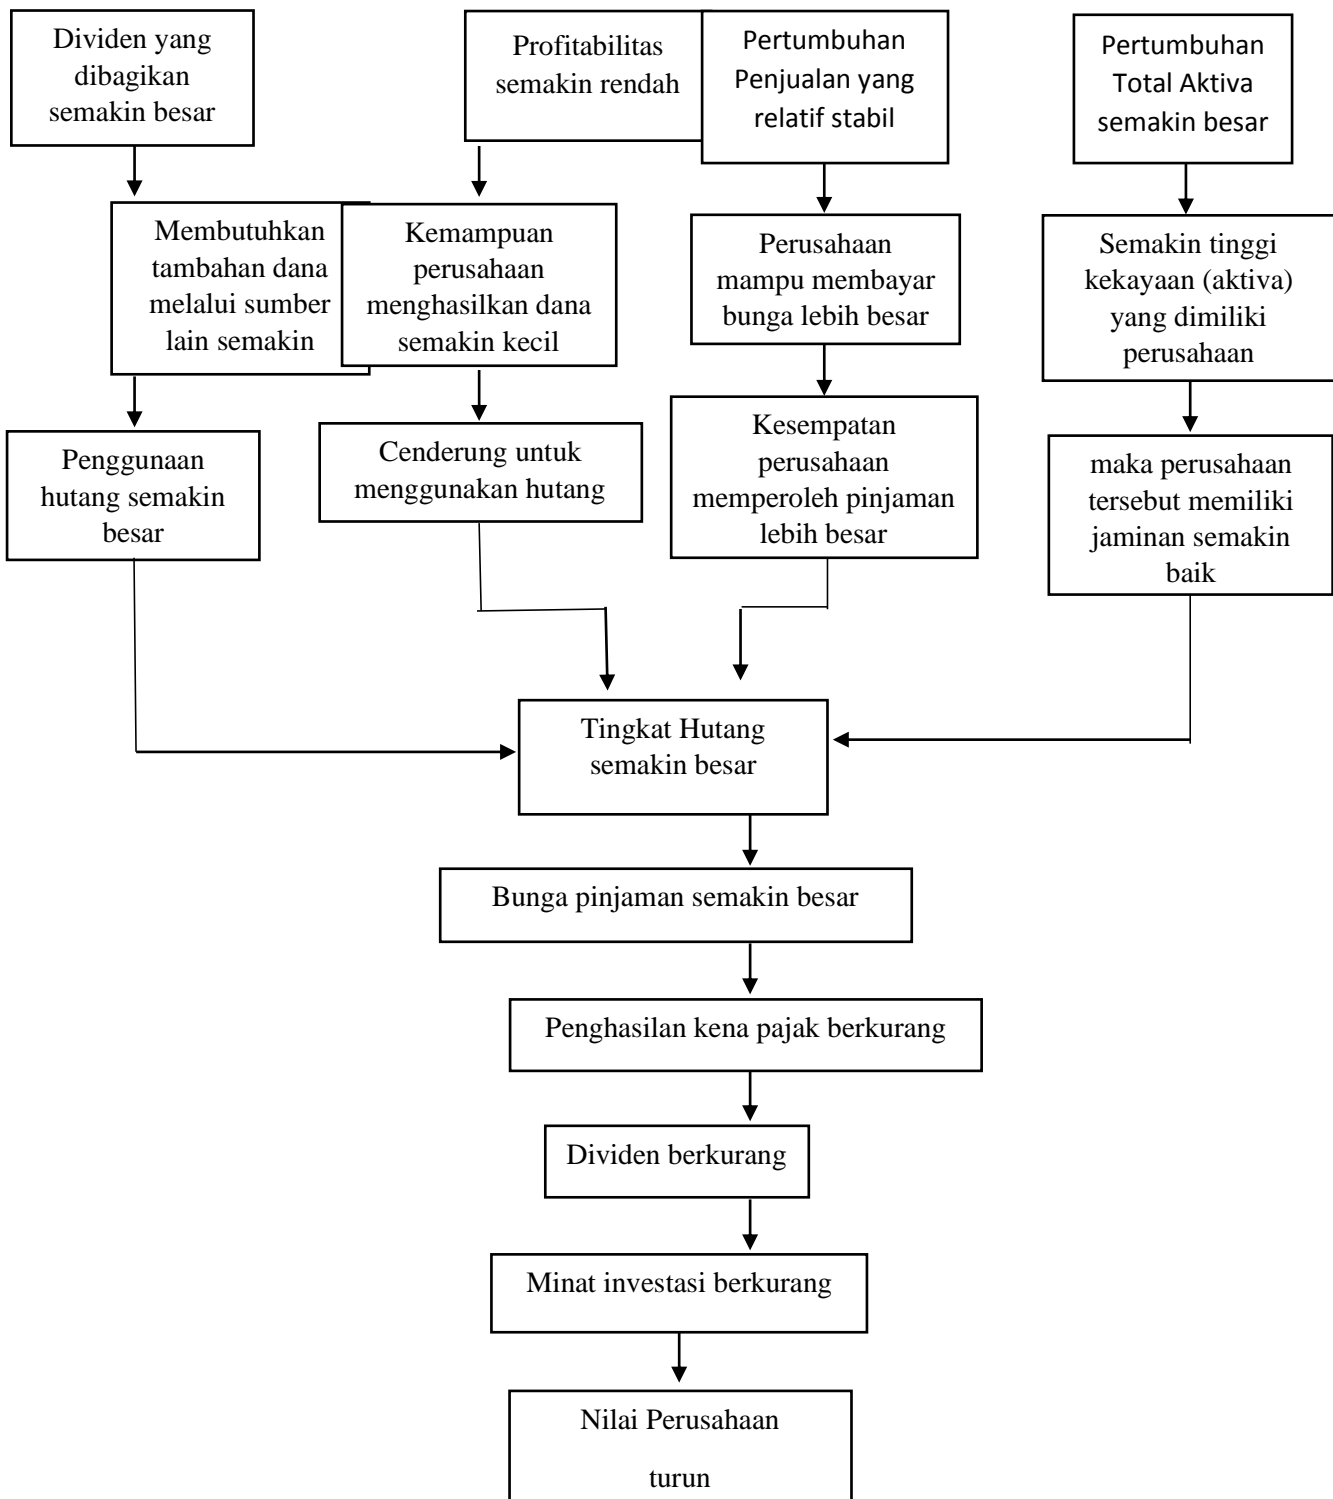 Dividen yang
dibagikan
semakin besar
Profitabilitas
semakin rendah
Pertumbuhan
Penjualan yang
relatif stabil
Pertumbuhan
Total Aktiva
semakin besar
Membutuhkan
tambahan dana
melalui sumber
lain semakin
Kemampuan
perusahaan
menghasilkan dana
semakin kecil
Perusahaan
mampu membayar
bunga lebih besar
Semakin tinggi
kekayaan (aktiva)
yang dimiliki
perusahaan
Penggunaan
hutang semakin
besar
Cenderung untuk
menggunakan hutang
Kesempatan
perusahaan
memperoleh pinjaman
lebih besar
maka perusahaan
tersebut memiliki
jaminan semakin
baik
Tingkat Hutang
semakin besar
Bunga pinjaman semakin besar
Penghasilan kena pajak berkurang
Dividen berkurang
Minat investasi berkurang
Nilai Perusahaan
turun